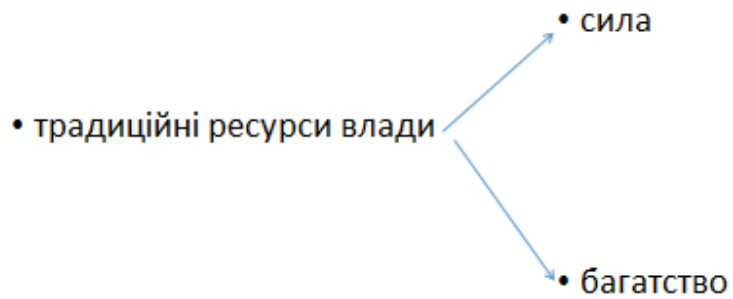 • сила
• традиційні ресурси влади
• багатство